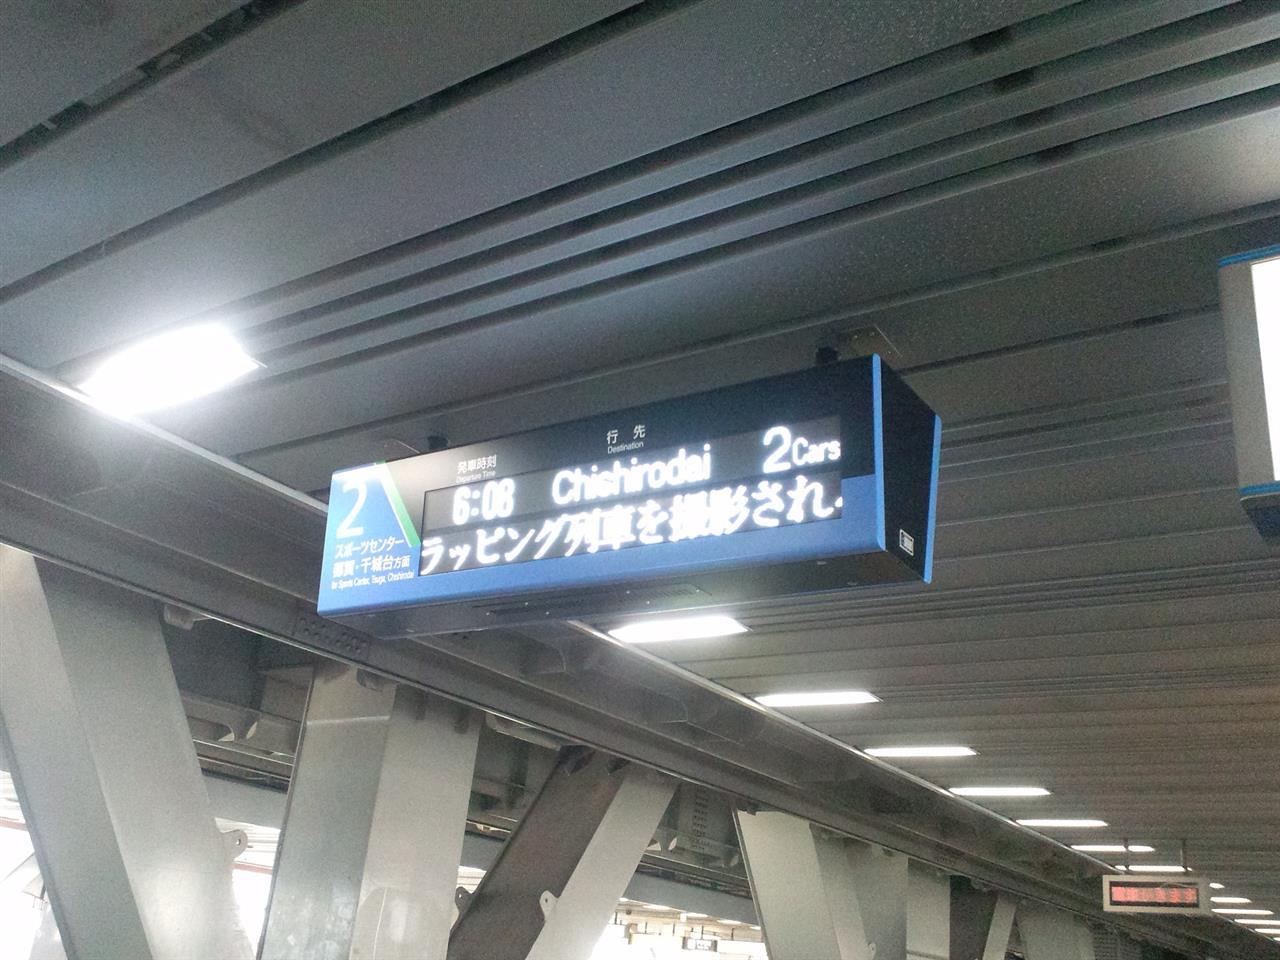 発車時刻
Departure Time
行先
Destination
6:08 Chishirodai 2Cars
ラッピング列車を撮影され
2
スポーツセンター
都賀・千城台方面
for Sports Center, Tsuga, Chishirodai